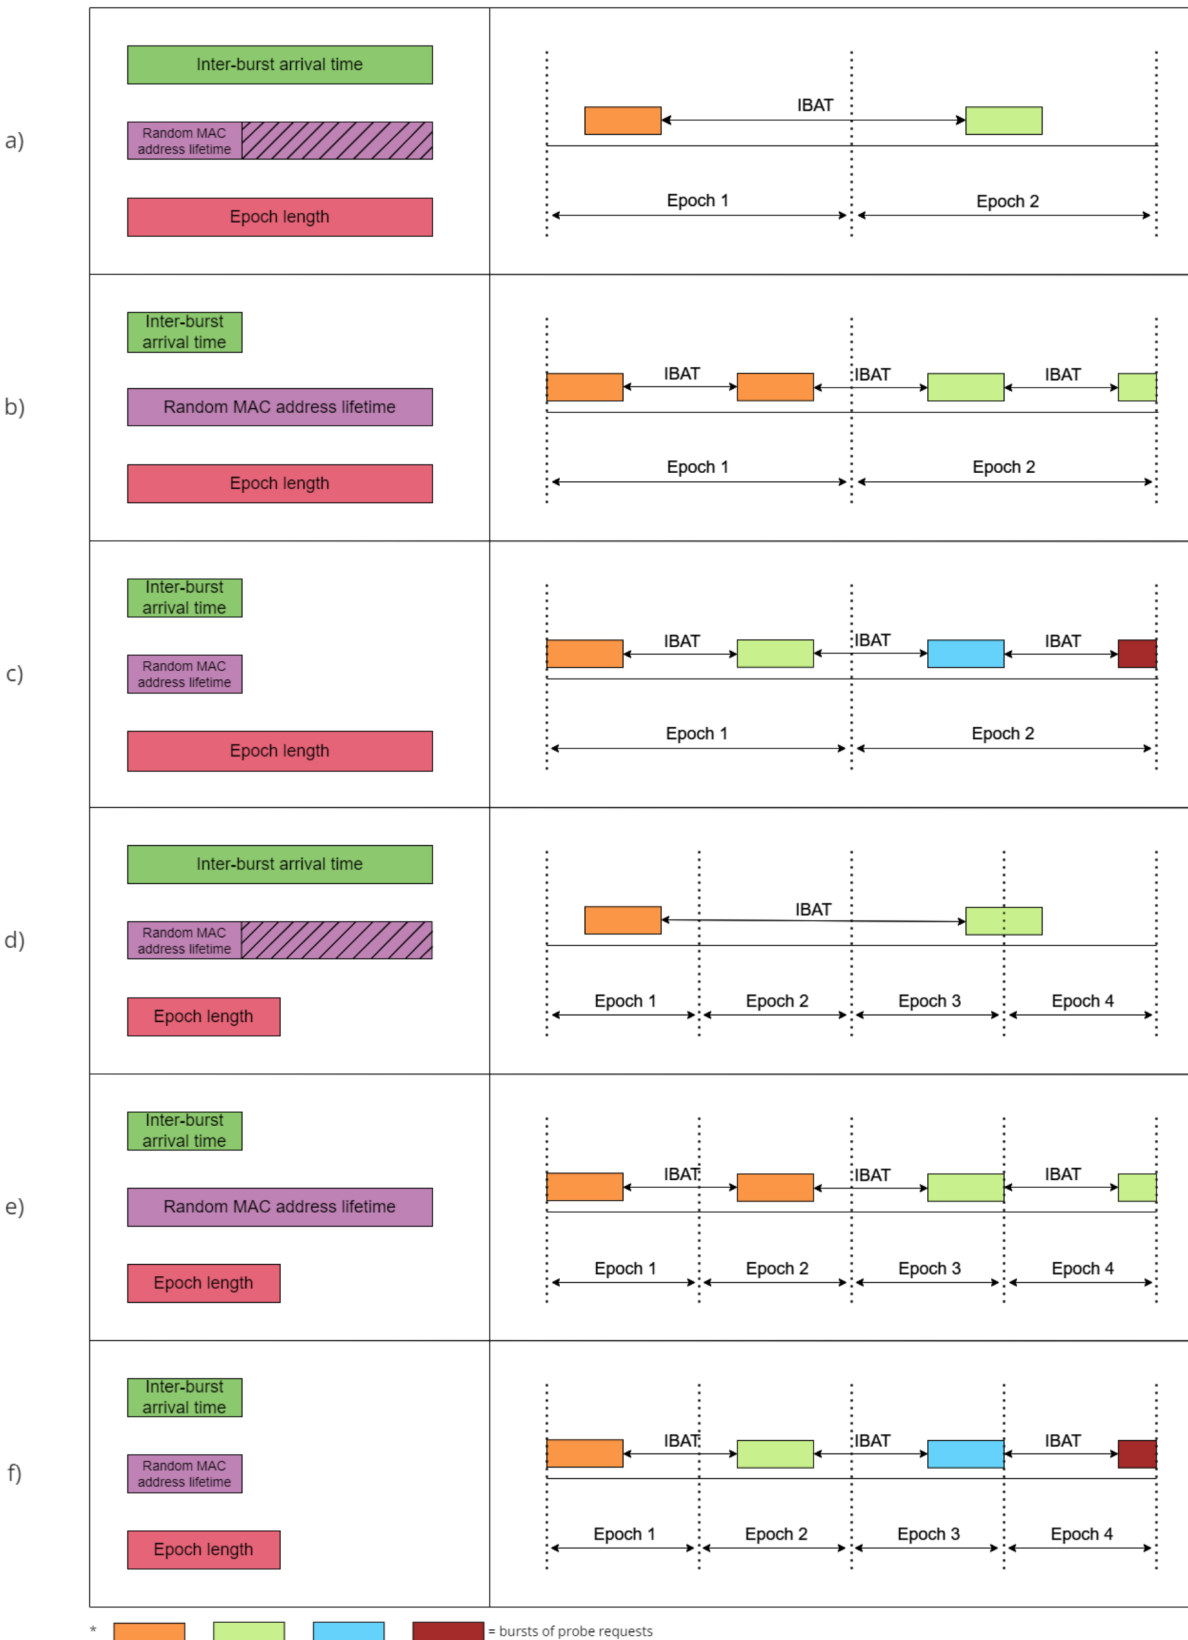 a)
Inter-burst arrival time
Random MAC
address lifetime
Epoch length
IBAT
Epoch 1
Epoch 2
b)
Inter-burst
arrival time
Random MAC address lifetime
Epoch length
IBAT
IBAT
IBAT
Epoch 1
Epoch 2
c)
Inter-burst
arrival time
Random MAC
address lifetime
Epoch length
IBAT
IBAT
IBAT
Epoch 1
Epoch 2
d)
Inter-burst arrival time
Random MAC
address lifetime
Epoch length
IBAT
Epoch 1
Epoch 2
Epoch 3
Epoch 4
e)
Inter-burst
arrival time
Random MAC address lifetime
Epoch length
IBAT
IBAT
IBAT
Epoch 1
Epoch 2
Epoch 3
Epoch 4
f)
Inter-burst
arrival time
Random MAC
address lifetime
Epoch length
IBAT
IBAT
IBAT
Epoch 1
Epoch 2
Epoch 3
Epoch 4
* = bursts of probe requests